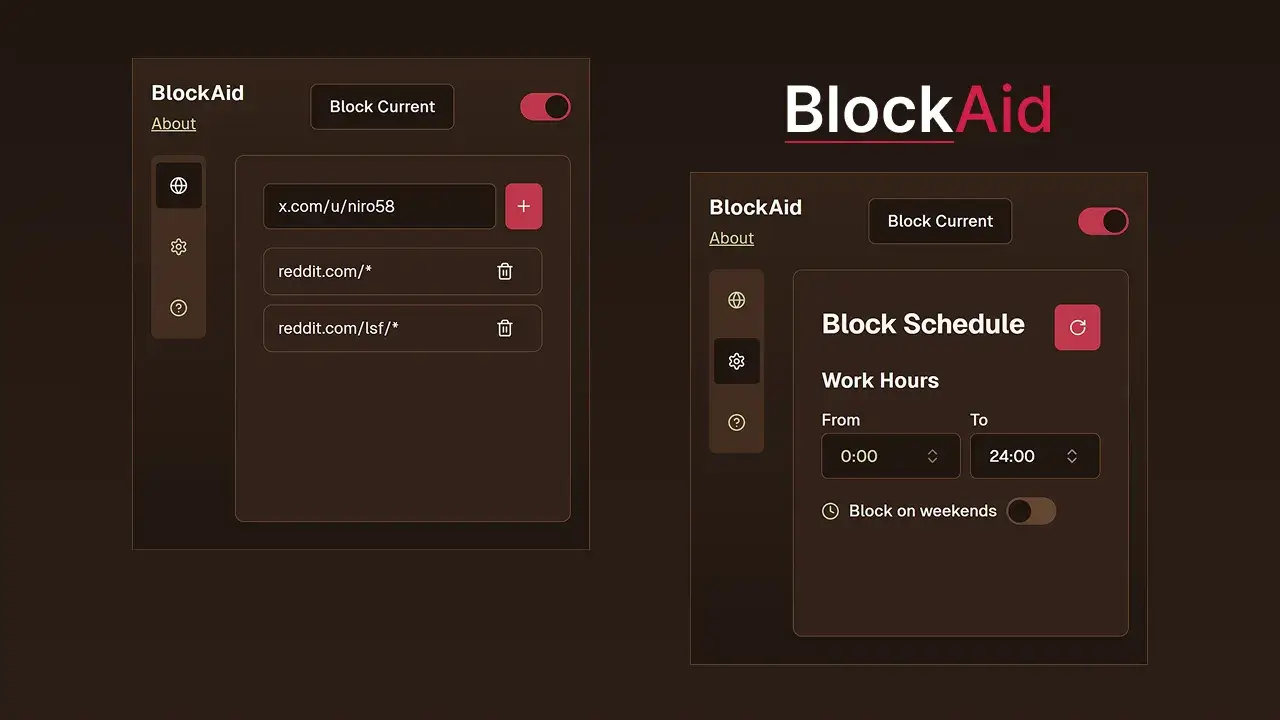 BlockAid
About
Block Current
x.com/u/niro58
reddit.com/*
reddit.com/lsf/*
BlockAid
BlockAid
About
Block Current
Block Schedule
Work Hours
From To
0:00 24:00
Block on weekends